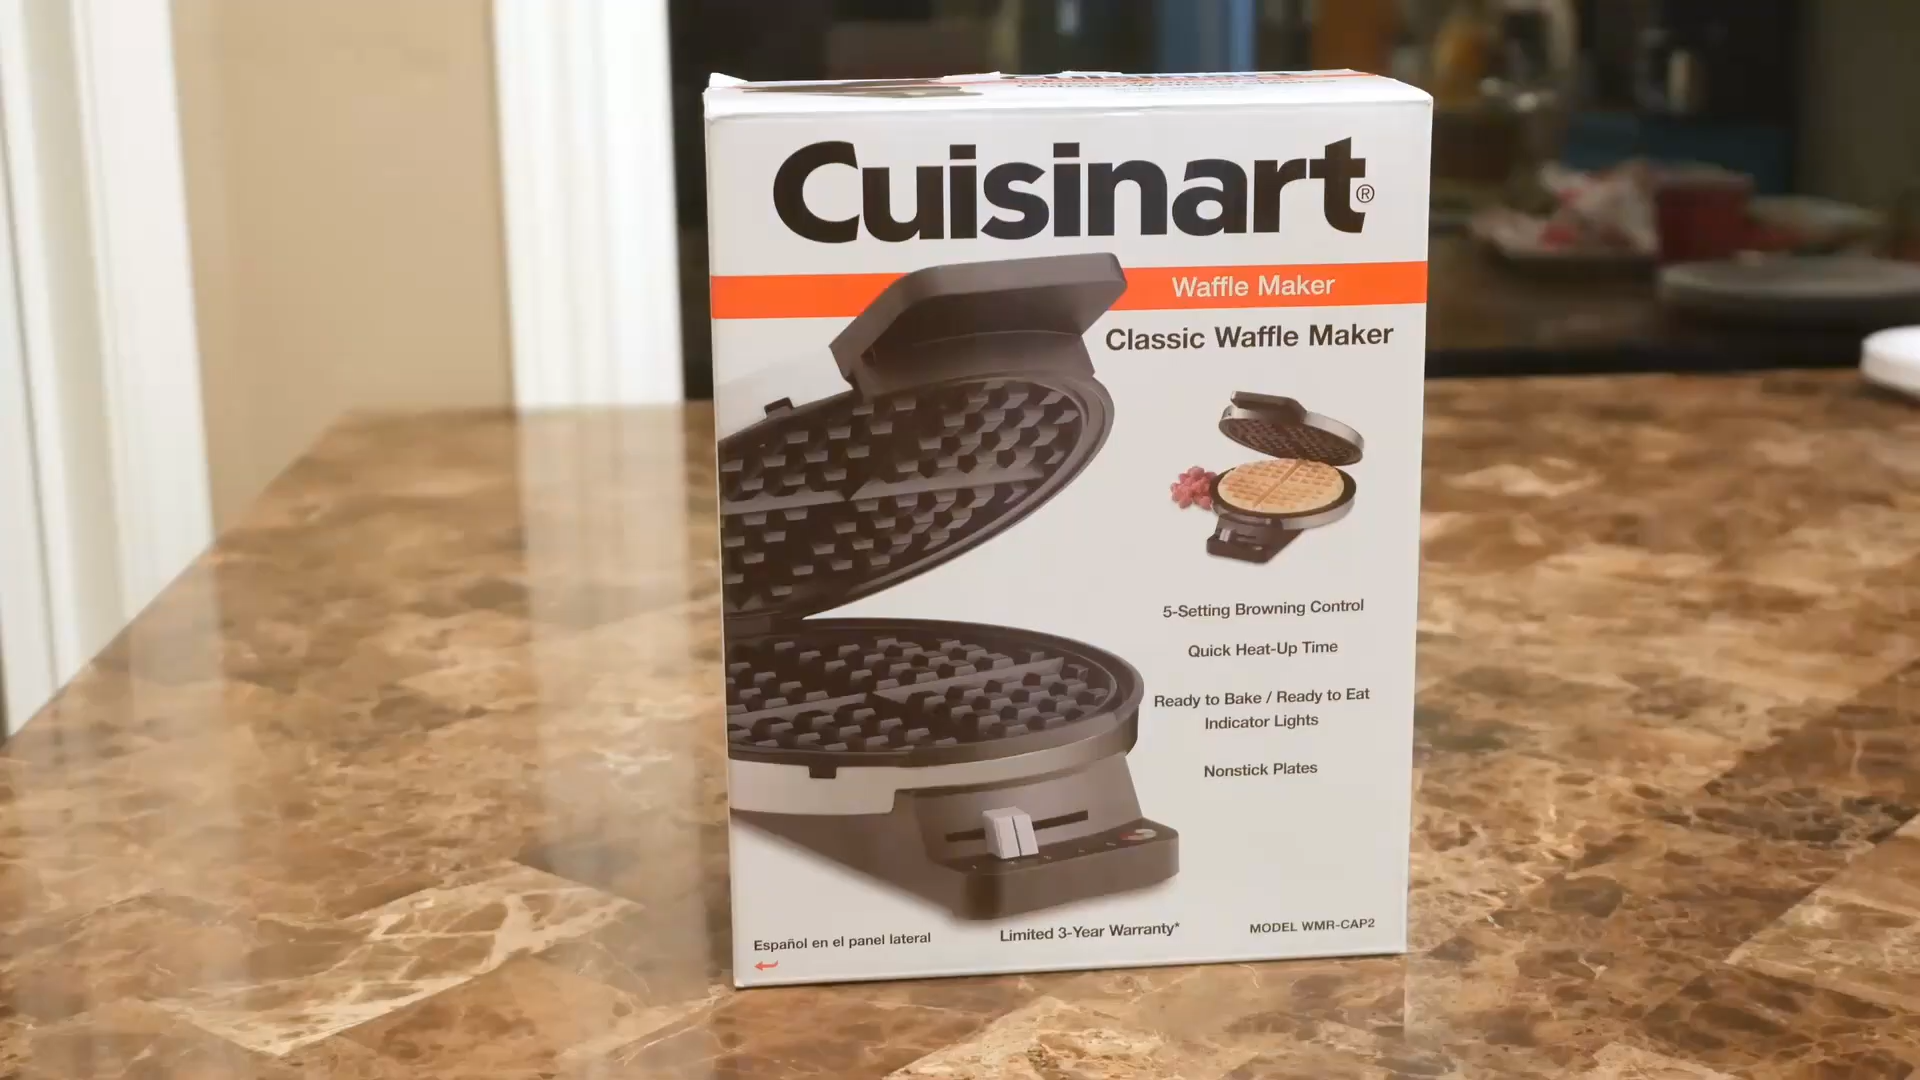 Cuisinart®
Waffle Maker
Classic Waffle Maker
5-Setting Browning Control
Quick Heat-Up Time
Ready to Bake / Ready to Eat
Indicator Lights
Nonstick Plates
Español en el panel lateral
Limited 3-Year Warranty*
MODEL WMR-CAP2